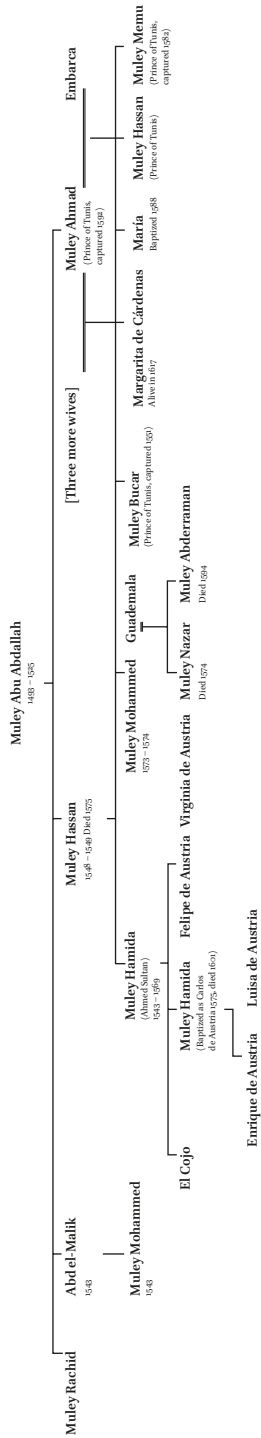 Muley Abu Abdallah
1493 – 1525
Muley Rachid
Abd el-Malik
1543
Muley Hassan
1548 – 1549 Died 1575
[Three more wives]
Muley Ahmad
(Prince of Tunis,
captured 1592)
Embarca
Muley Mohammed
1543
Muley Hamida
(Ahmed Sultan)
1543 – 1569
Muley Mohammed
1573 – 1574
Guademala
Muley Bucar
(Prince of Tunis, captured 1551)
Margarita de Cárdenas
Alive in 1617
María
Baptized 1588
Muley Hassan
(Prince of Tunis)
Muley Memu
(Prince of Tunis,
captured 1582)
El Cojo
Muley Hamida
(Baptized as Carlos
de Austria 1575, died 1601)
Felipe de Austria
Virginia de Austria
Muley Nazar
Died 1574
Muley Abderraman
Died 1594
Enrique de Austria
Luisa de Austria